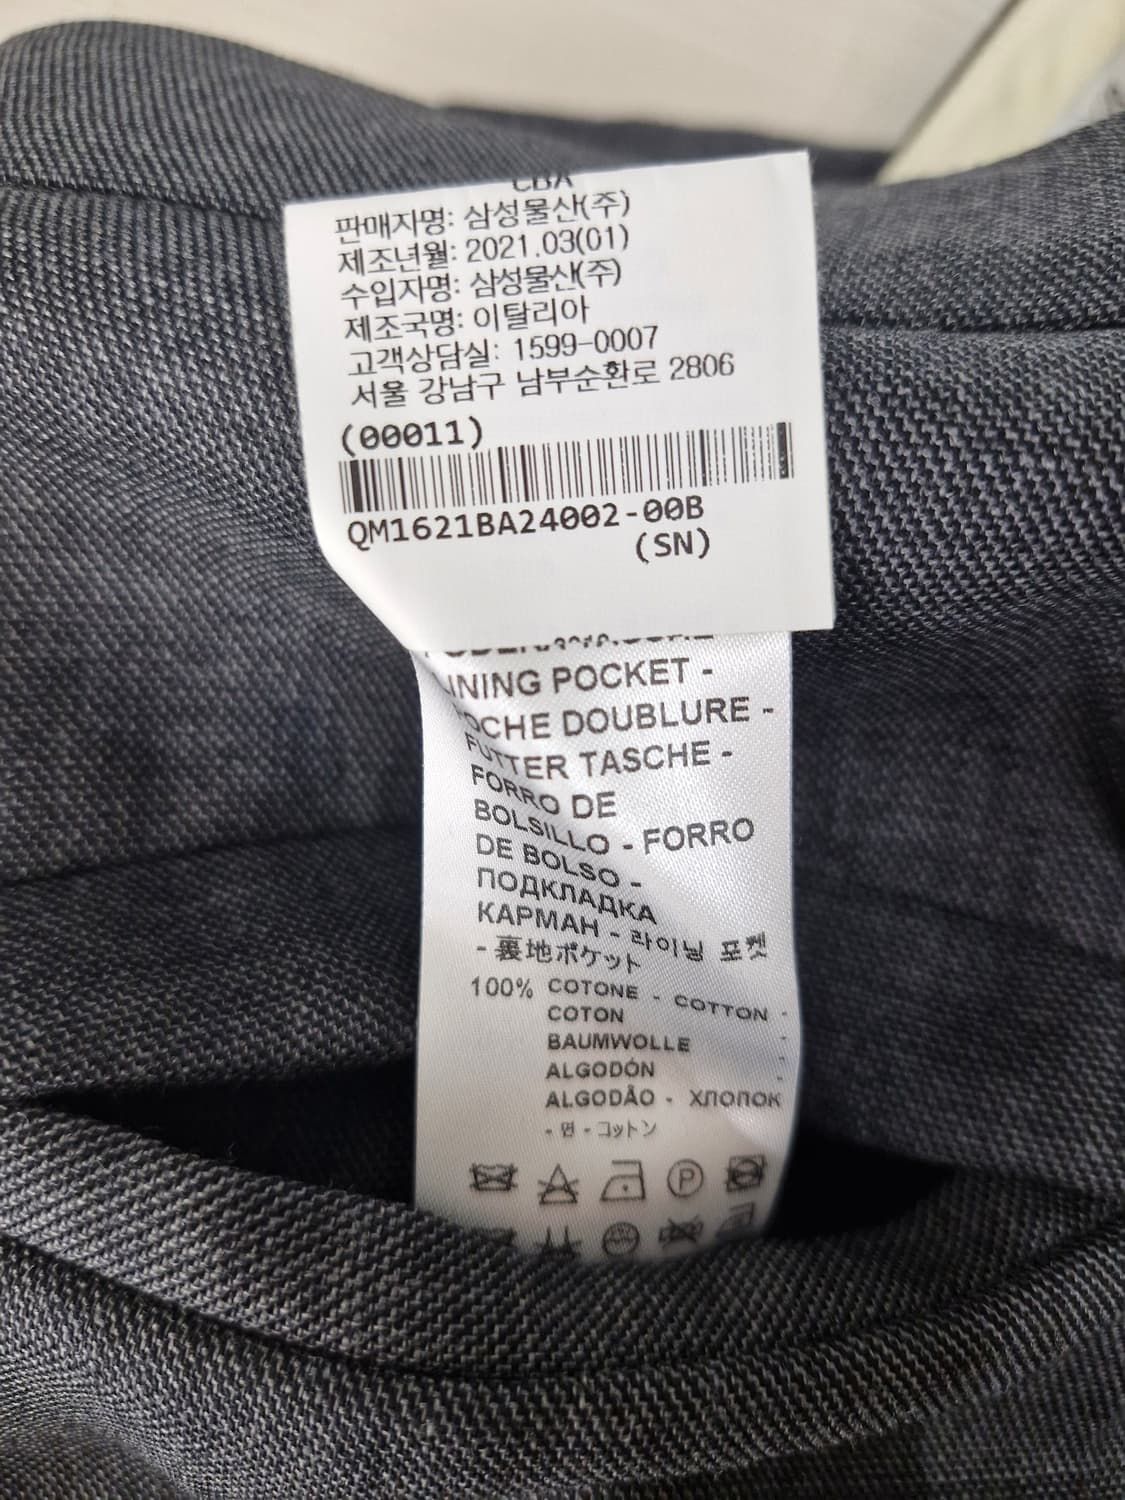 CBA
판매자명: 삼성물산(주)
제조년월: 2021.03(01)
수입자명: 삼성물산(주)
제조국명: 이탈리아
고객상담실: 1599-0007
서울 강남구 남부순환로 2806
(00011)
QM1621BA24002-00B
(SN)
INING POCKET -
OCHE DOUBLURE -
FUTTER TASCHE -
FORRO DE
BOLSILLO - FORRO
DE BOLSO -
ПОДКЛАДКА
КАРМАН - 라이닝 포켓
- 裏地ポケット
100% COTONE - COTTON -
COTON -
BAUMWOLLE -
ALGODÓN -
ALGODÃO - ХЛОПОК
- 면 - コットン
P